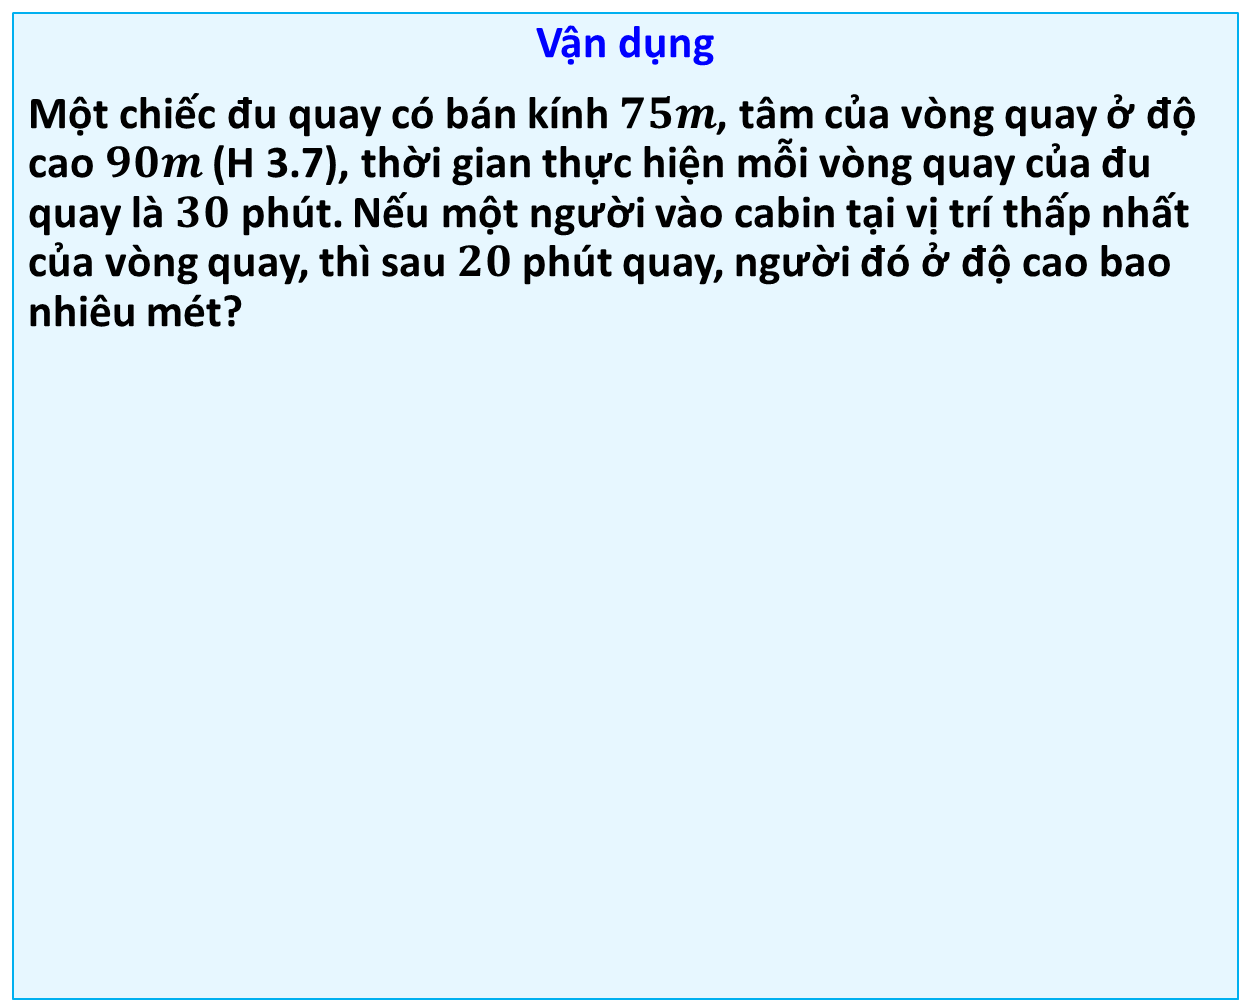 Vận dụng
Một chiếc đu quay có bán kính 75m, tâm của vòng quay ở độ
cao 90m (H 3.7), thời gian thực hiện mỗi vòng quay của đu
quay là 30 phút. Nếu một người vào cabin tại vị trí thấp nhất
của vòng quay, thì sau 20 phút quay, người đó ở độ cao bao
nhiêu mét?